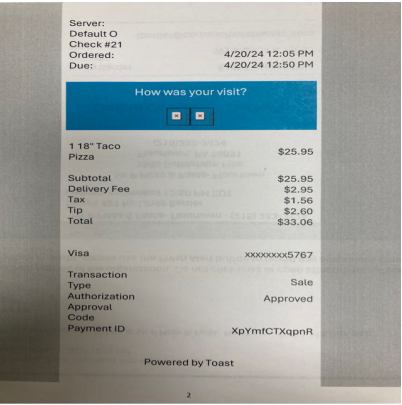 Server:
Default O
Check #21
Ordered: 4/20/24 12:05 PM
Due: 4/20/24 12:50 PM
How was your visit?
1 18" Taco
Pizza $25.95
Subtotal $25.95
Delivery Fee $2.95
Tax $1.56
Tip $2.60
Total $33.06
Visa xxxxxxxx5767
Transaction
Type Sale
Authorization Approved
Approval
Code
Payment ID XpYmfCTXqpnR
Powered by Toast
2